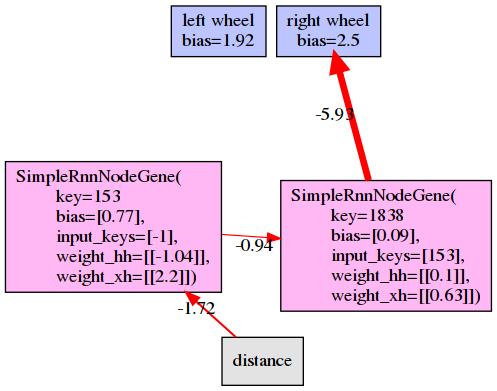 left wheel
bias=1.92
right wheel
bias=2.5
-5.93
SimpleRnnNodeGene(
key=153
bias=[0.77],
input_keys=[-1],
weight_hh=[[-1.04]],
weight_xh=[[2.2]])
-0.94
SimpleRnnNodeGene(
key=1838
bias=[0.09],
input_keys=[153],
weight_hh=[[0.1]],
weight_xh=[[0.63]])
-1.72
distance